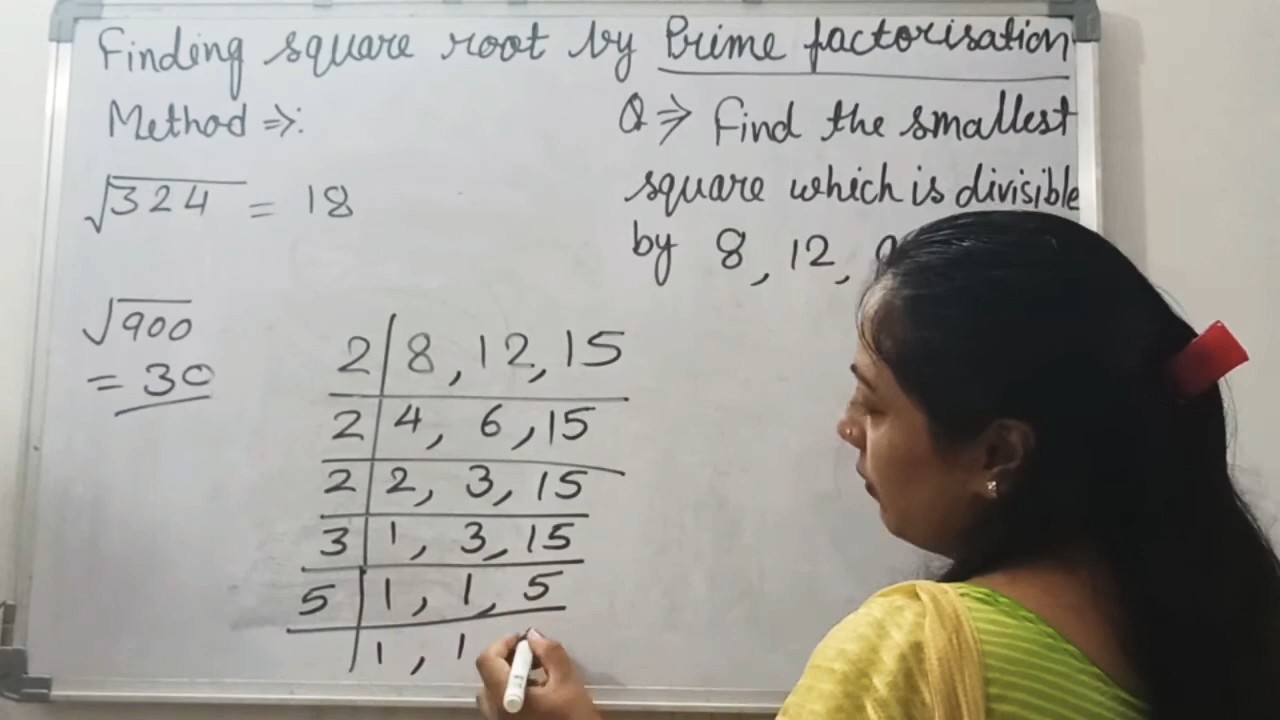 Finding square root by Prime factorisation
Method ⇒:
√324 = 18
√900
= 30
Q ⇒ Find the smallest
square which is divisible
by 8, 12,
2 | 8, 12, 15
2 | 4, 6, 15
2 | 2, 3, 15
3 | 1, 3, 15
5 | 1, 1, 5
1, 1